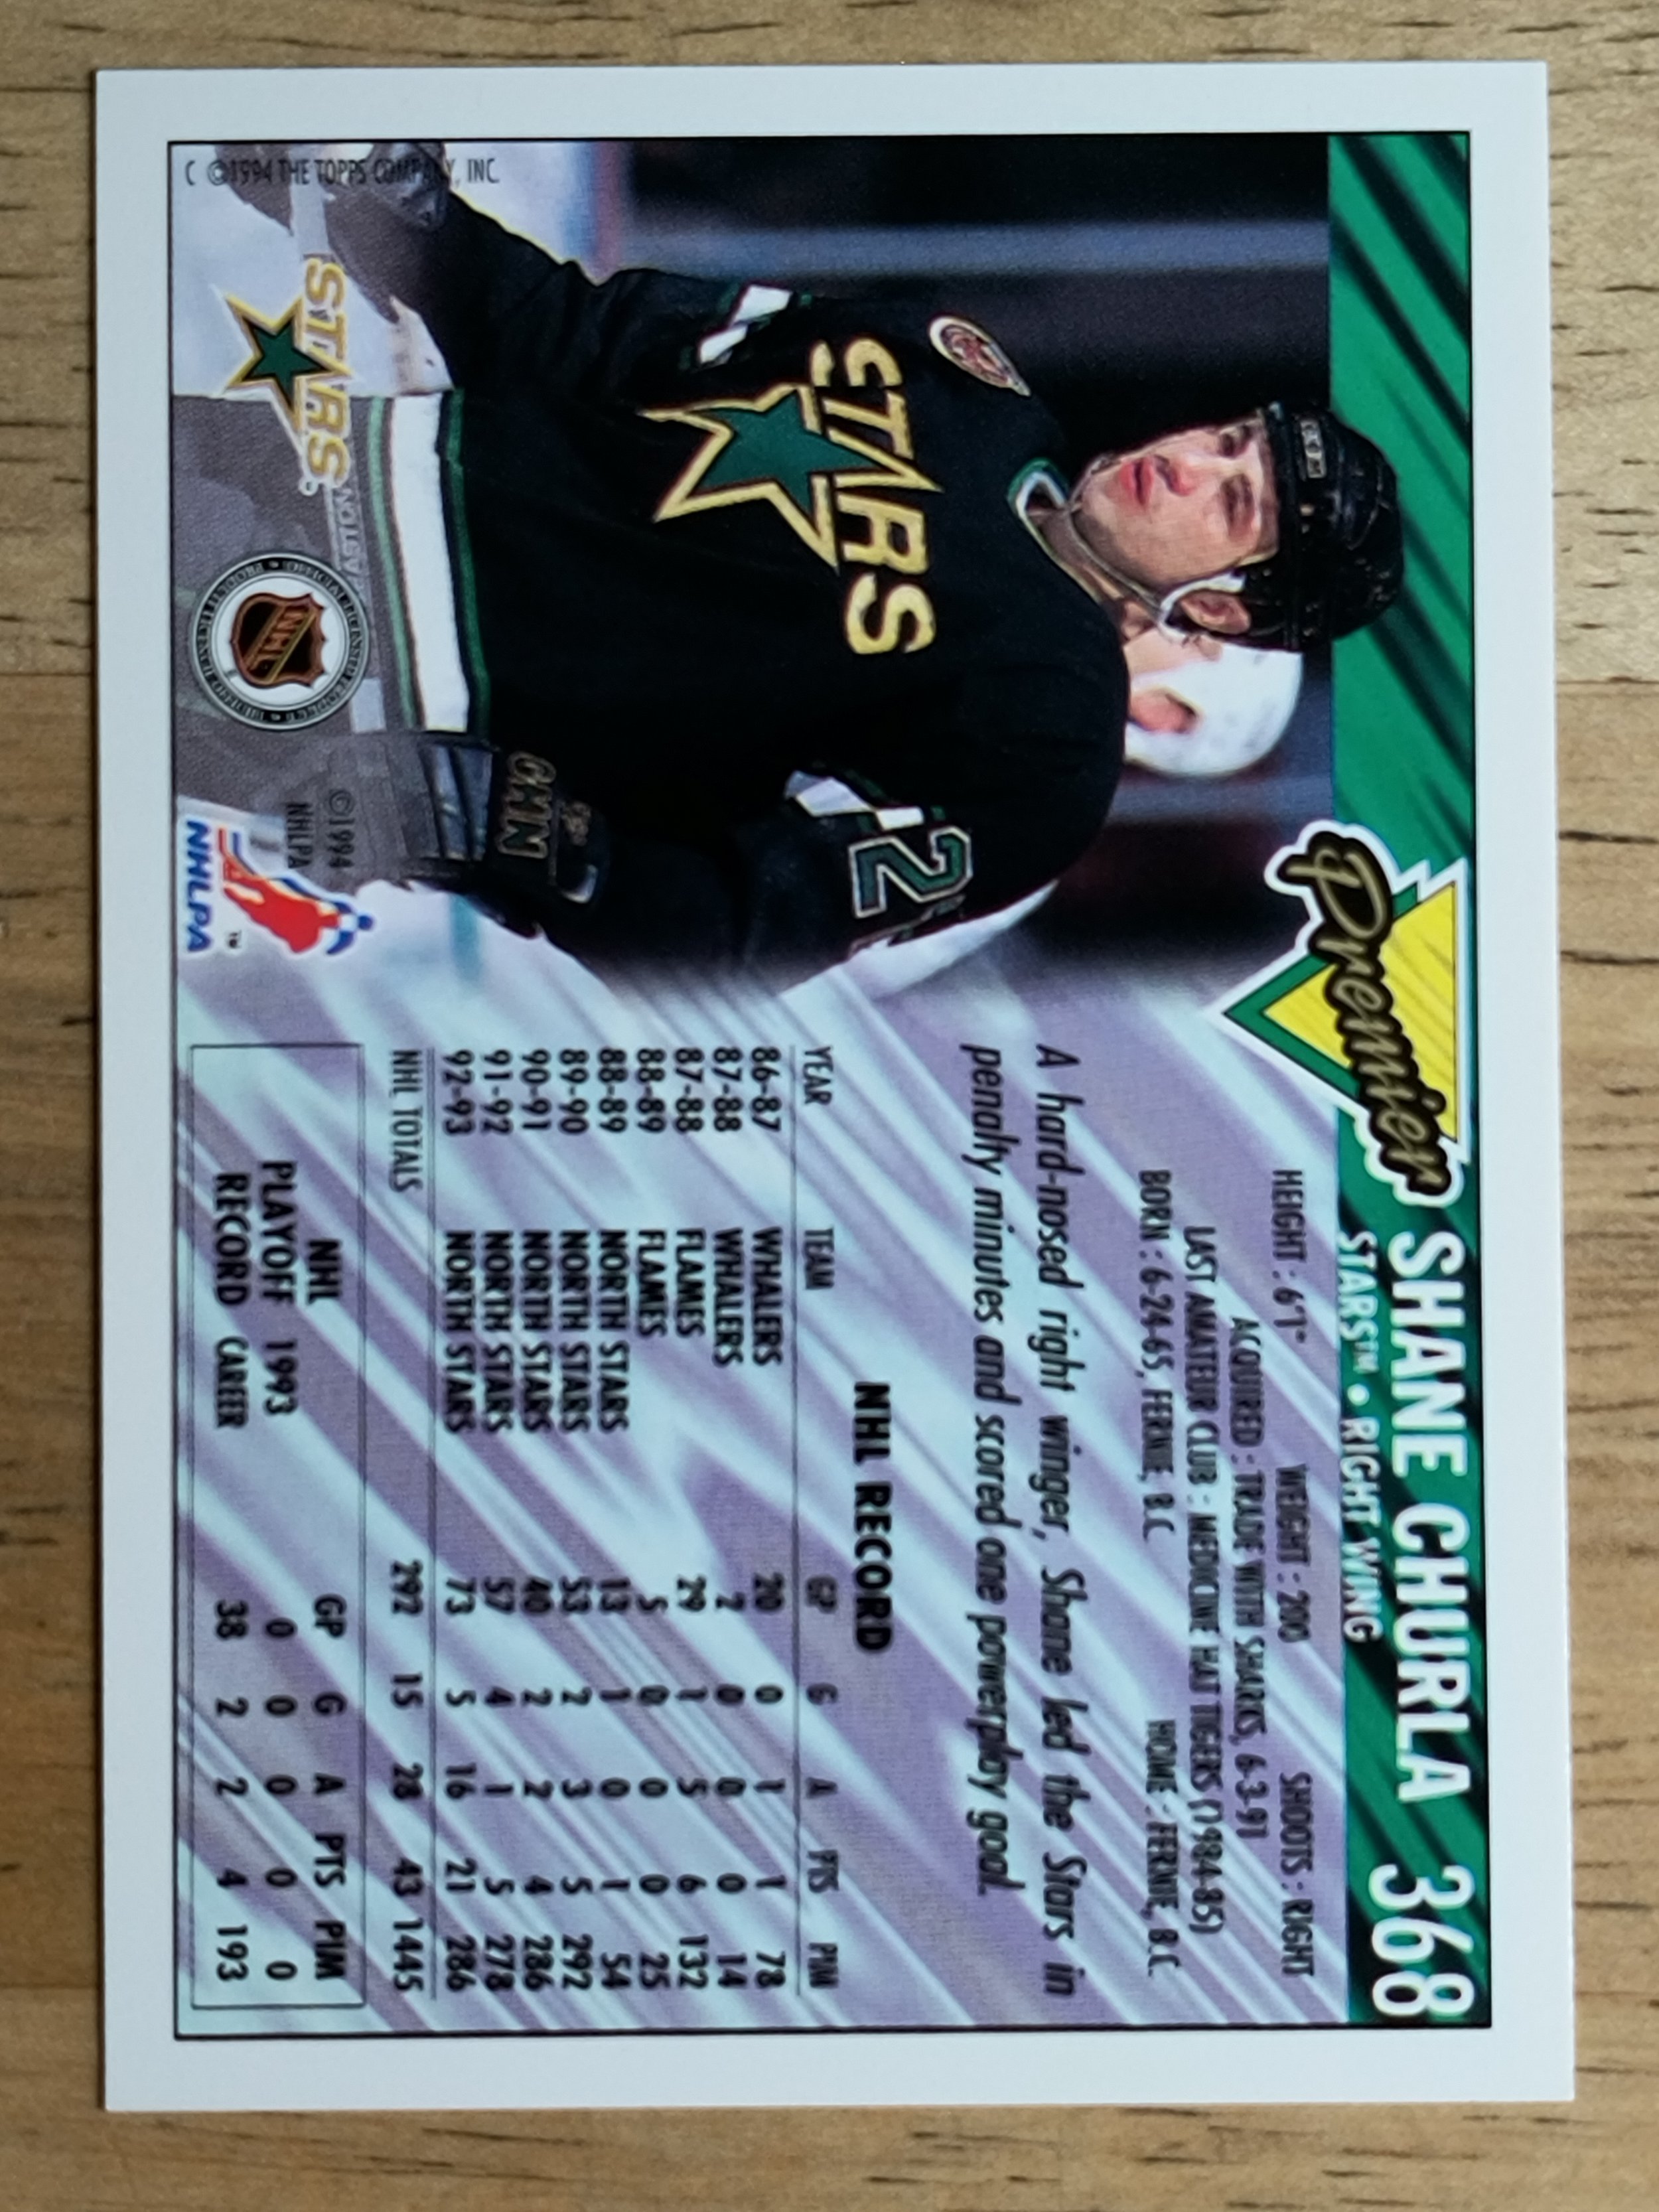 Premier
SHANE CHURLA 368
STARS™ • RIGHT WING
HEIGHT : 6'1" WEIGHT : 200 SHOOTS : RIGHT
ACQUIRED : TRADE WITH SHARKS, 6-3-91
LAST AMATEUR CLUB : MEDICINE HAT TIGERS (1984-85)
BORN : 6-24-65, FERNIE, B.C. HOME : FERNIE, B.C.
A hard-nosed right winger, Shane led the Stars in
penalty minutes and scored one powerplay goal.
NHL RECORD
YEAR TEAM GP G A PTS PIM
86-87 WHALERS 20 0 1 1 78
87-88 WHALERS 2 0 0 0 14
87-88 FLAMES 29 1 5 6 132
88-89 FLAMES 5 0 0 0 25
88-89 NORTH STARS 13 1 0 1 54
89-90 NORTH STARS 53 2 3 5 292
90-91 NORTH STARS 40 2 2 4 286
91-92 NORTH STARS 57 4 1 5 278
92-93 NORTH STARS 73 5 16 21 286
NHL TOTALS 292 15 28 43 1445
NHL GP G A PTS PIM
PLAYOFF 1993 0 0 0 0 0
RECORD CAREER 38 2 2 4 193
STARS
2
CCM
STARS
NHL
©1994
NHLPA
NHLPA
™
C ©1994 THE TOPPS COMPANY, INC.